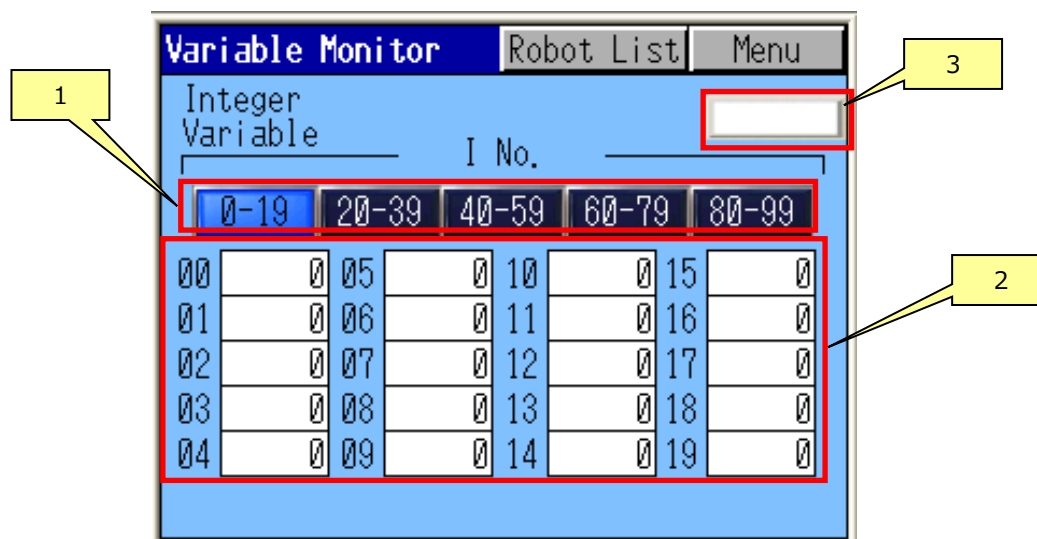 Variable Monitor Robot List Menu
3
1
Integer
Variable
I No.
0-19 20-39 40-59 60-79 80-99
00 0 05 0 10 0 15 0
2
01 0 06 0 11 0 16 0
02 0 07 0 12 0 17 0
03 0 08 0 13 0 18 0
04 0 09 0 14 0 19 0